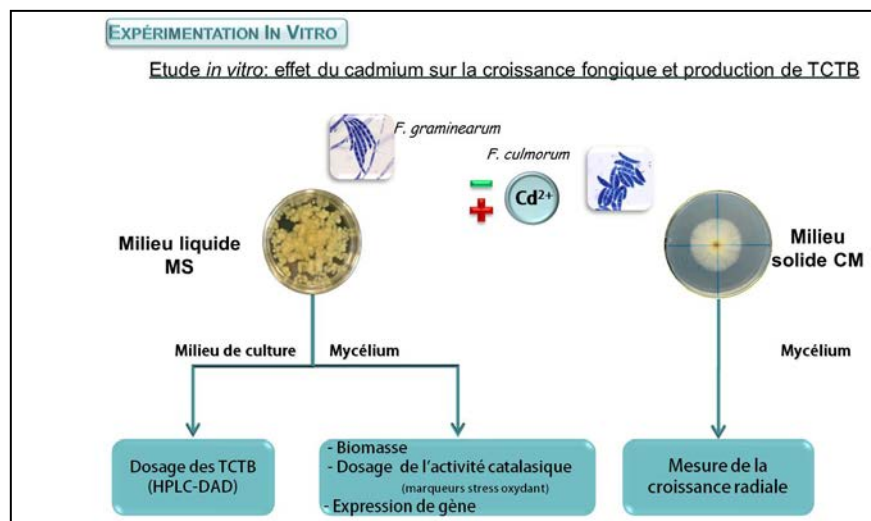 EXPÉRIMENTATION IN VITRO
Etude in vitro: effet du cadmium sur la croissance fongique et production de TCTB
F. graminearum
F. culmorum
Cd2+
Milieu liquide
MS
Milieu
solide CM
Milieu de culture
Mycélium
Mycélium
Dosage des TCTB
(HPLC-DAD)
- Biomasse
- Dosage de l'activité catalasique
(marqueurs stress oxydant)
- Expression de gène
Mesure de la
croissance radiale